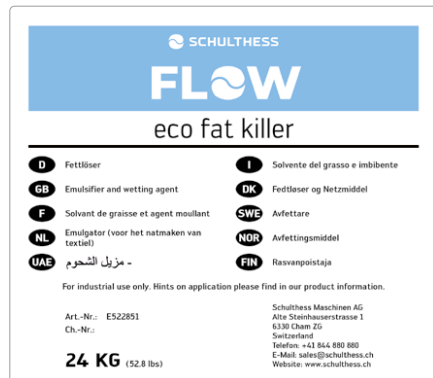 SCHULTHESS
FLOW
eco fat killer
D Fettlöser
GB Emulsifier and wetting agent
F Solvant de graisse et agent moullant
NL Emulgator (voor het natmaken van
textiel)
UAE مزيل الشحوم -
I Solvente del grasso e imbibente
DK Fedtløser og Netzmiddel
SWE Avfettare
NOR Avfettingsmiddel
FIN Rasvanpoistaja
For industrial use only. Hints on application please find in our product information.
Art.-Nr.: E522851
Ch.-Nr.:
24 KG (52.8 lbs)
Schulthess Maschinen AG
Alte Steinhauserstrasse 1
6330 Cham ZG
Switzerland
Telefon: +41 844 880 880
E-Mail: sales@schulthess.ch
Website: www.schulthess.ch